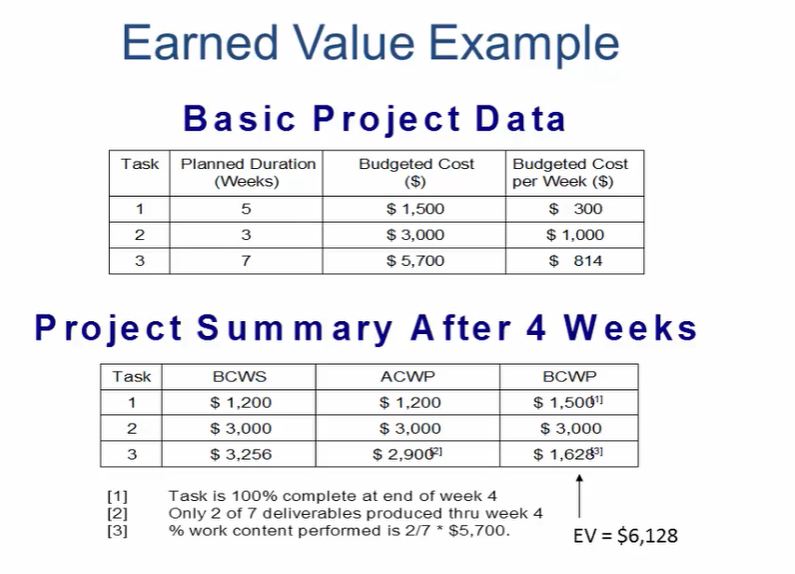 Earned Value Example
Basic Project Data
Task Planned Duration (Weeks) Budgeted Cost ($) Budgeted Cost per Week ($)
1 5 $ 1,500 $ 300
2 3 $ 3,000 $ 1,000
3 7 $ 5,700 $ 814
Project Summary After 4 Weeks
Task BCWS ACWP BCWP
1 $ 1,200 $ 1,200 $ 1,500[1]
2 $ 3,000 $ 3,000 $ 3,000
3 $ 3,256 $ 2,900[2] $ 1,628[3]
[1] Task is 100% complete at end of week 4
[2] Only 2 of 7 deliverables produced thru week 4
[3] % work content performed is 2/7 * $5,700.
EV = $6,128